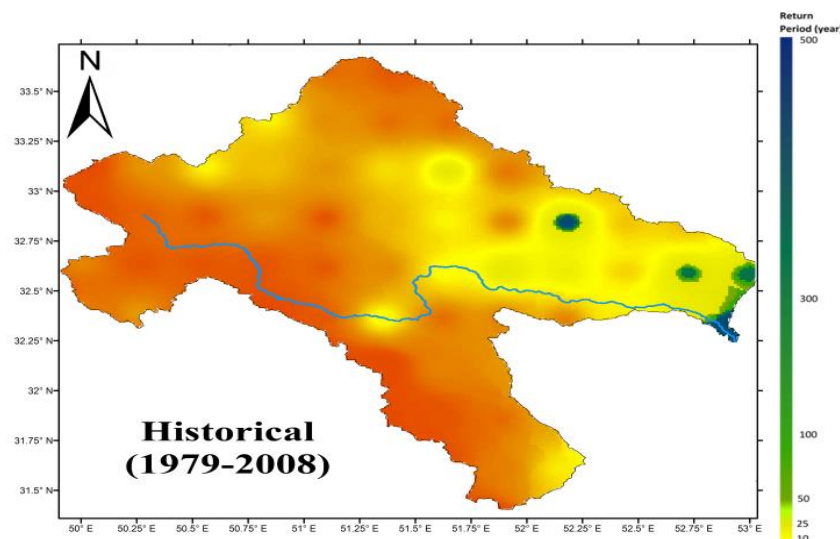 Return
Period (year)
500
300
100
50
25
10
N
33.5° N
33.25° N
33° N
32.75° N
32.5° N
32.25° N
32° N
31.75° N
31.5° N
Historical
(1979-2008)
50° E 50.25° E 50.5° E 50.75° E 51° E 51.25° E 51.5° E 51.75° E 52° E 52.25° E 52.5° E 52.75° E 53° E